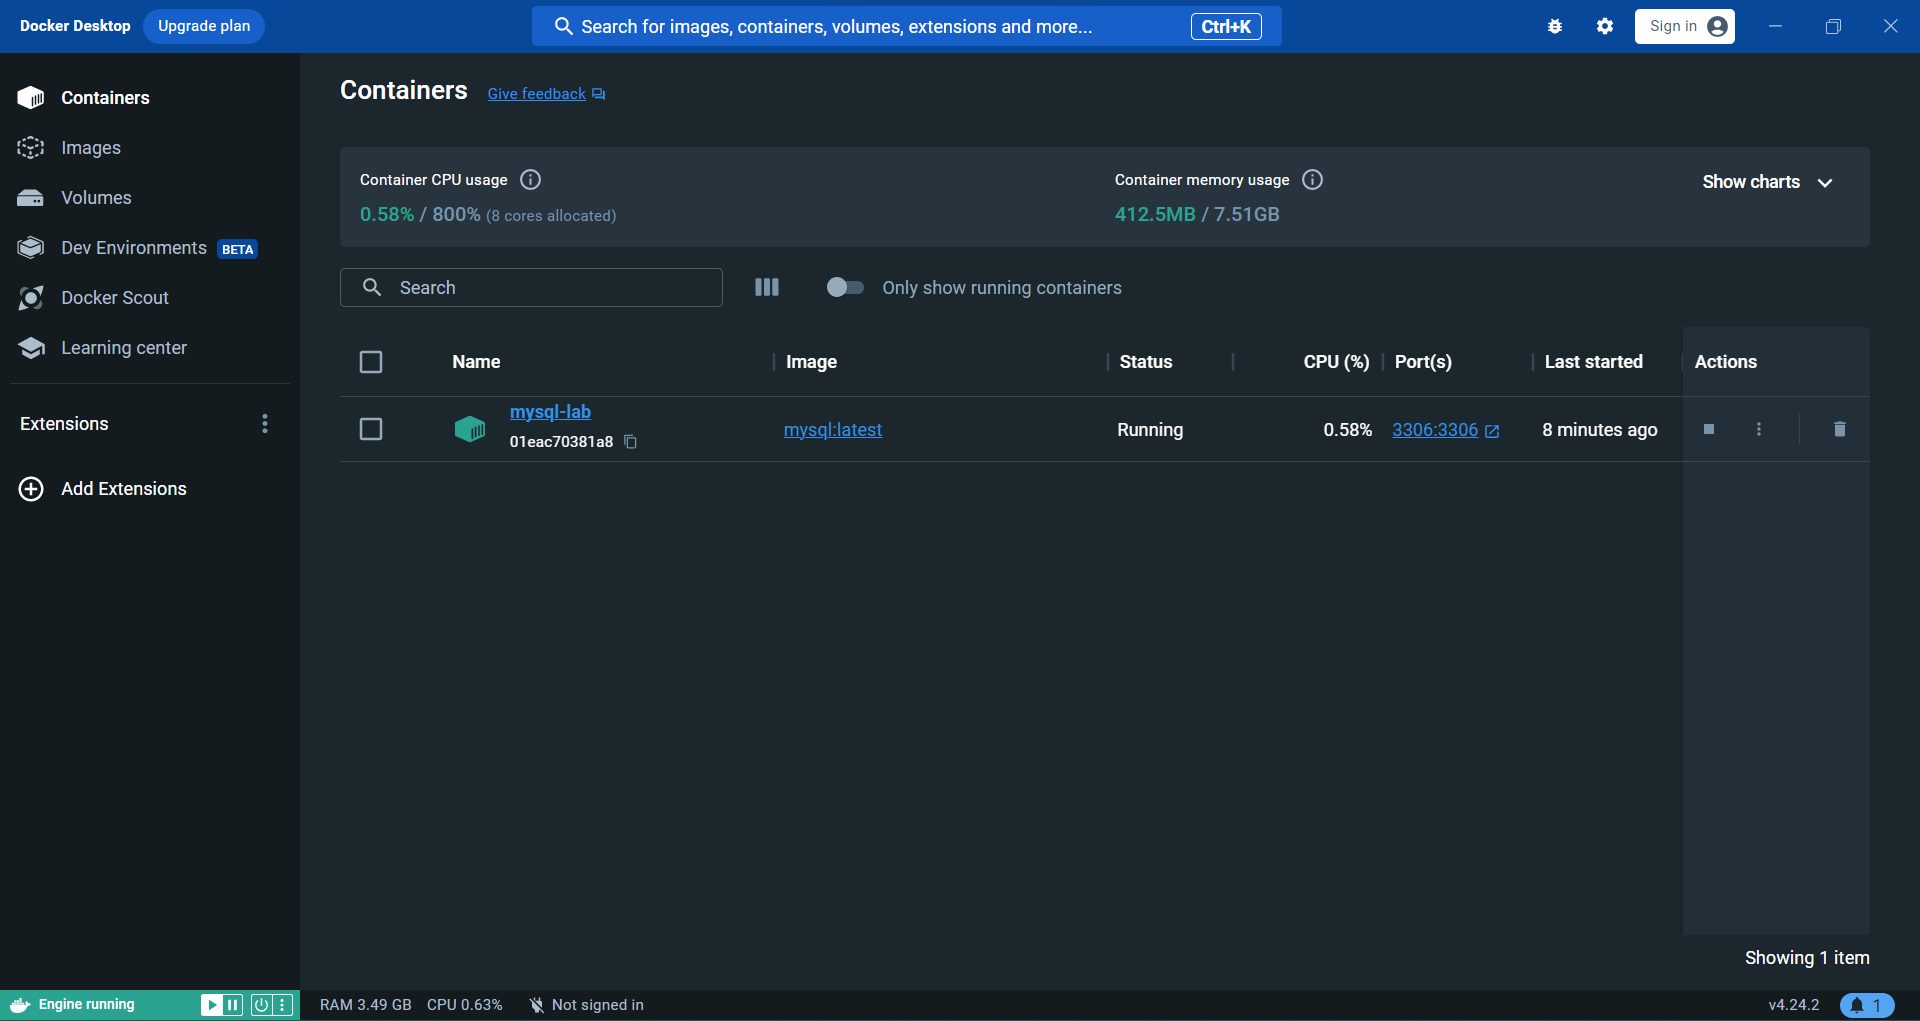 Docker Desktop
Upgrade plan
Search for images, containers, volumes, extensions and more...
Ctrl+K
Sign in
Containers
Images
Volumes
Dev Environments BETA
Docker Scout
Learning center
Extensions
Add Extensions
Containers
Give feedback
Container CPU usage
0.58% / 800% (8 cores allocated)
Container memory usage
412.5MB / 7.51GB
Show charts
Search
Only show running containers
Name Image Status CPU (%) Port(s) Last started Actions
mysql-lab
01eac70381a8
mysql:latest
Running
0.58%
3306:3306
8 minutes ago
Showing 1 item
Engine running
RAM 3.49 GB CPU 0.63%
Not signed in
v4.24.2
1